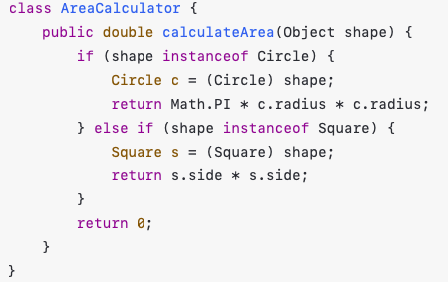 class AreaCalculator {
    public double calculateArea(Object shape) {
        if (shape instanceof Circle) {
            Circle c = (Circle) shape;
            return Math.PI * c.radius * c.radius;
        } else if (shape instanceof Square) {
            Square s = (Square) shape;
            return s.side * s.side;
        }
        return 0;
    }
}